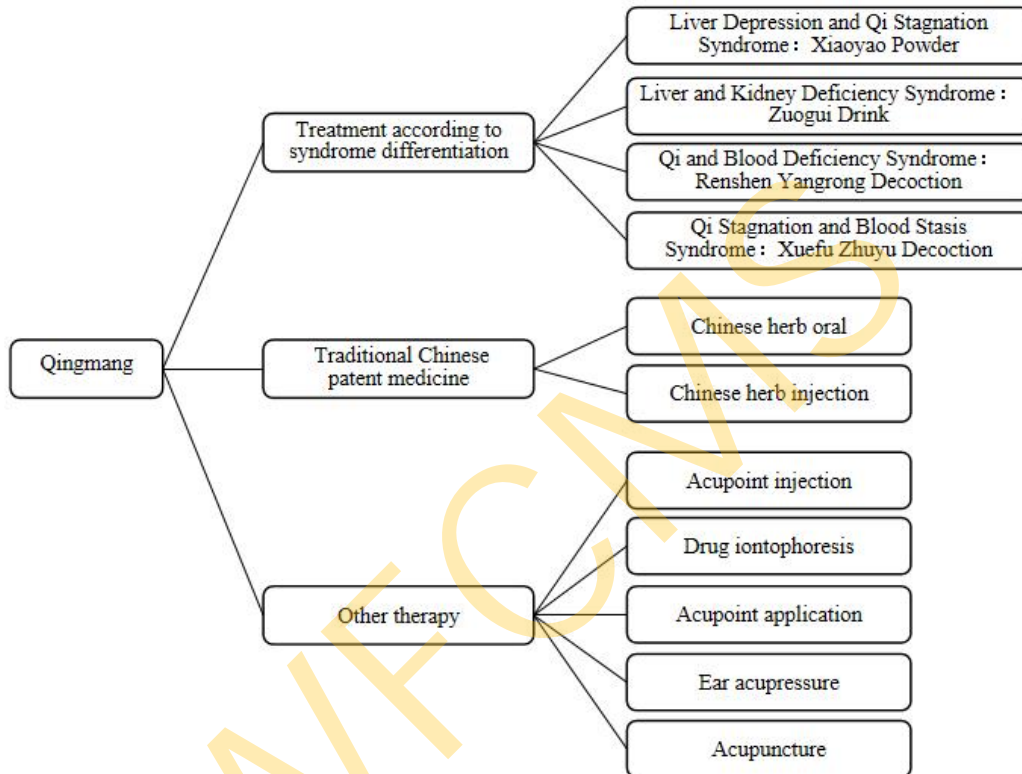 Liver Depression and Qi Stagnation
Syndrome：Xiaoyao Powder
Liver and Kidney Deficiency Syndrome：
Zuogui Drink
Treatment according to
syndrome differentiation
Qi and Blood Deficiency Syndrome：
Renshen Yangrong Decoction
Qi Stagnation and Blood Stasis
Syndrome：Xuefu Zhuyu Decoction
Qingmang
Traditional Chinese
patent medicine
Chinese herb oral
Chinese herb injection
Other therapy
Acupoint injection
Drug iontophoresis
Acupoint application
Ear acupressure
Acupuncture
WFCMS